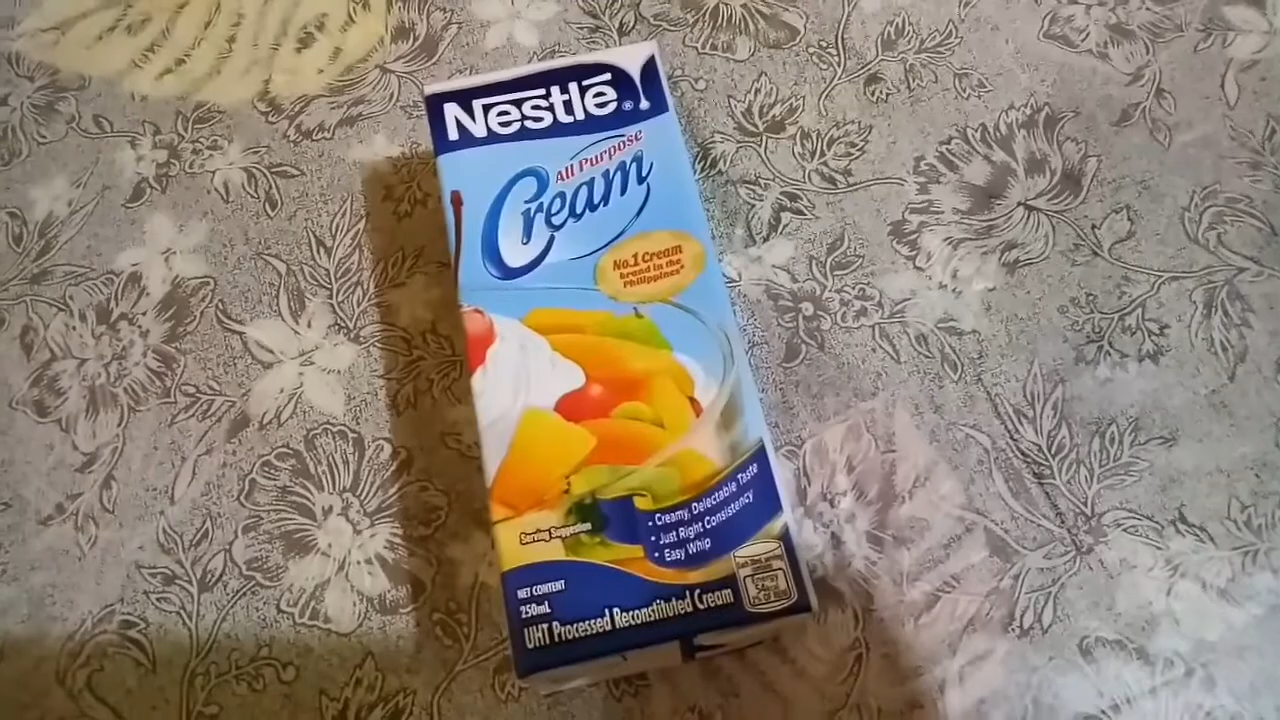 Nestlé®
All Purpose
Cream
No.1 Cream
brand in the
Philippines*
• Creamy, Delectable Taste
• Just Right Consistency
• Easy Whip
Serving Suggestion
NET CONTENT
250mL
UHT Processed Reconstituted Cream
Energy